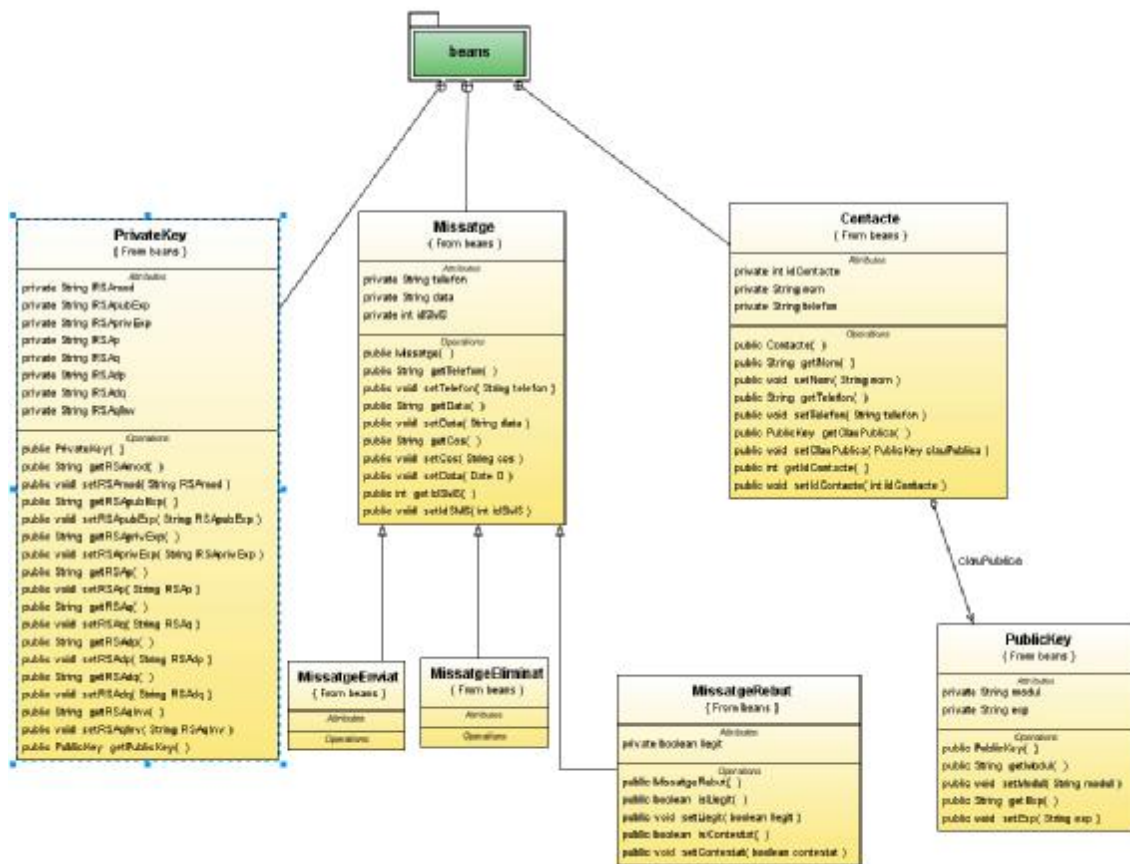 beans
PrivateKey
{ From beans }
Attributes
private String RSAmod
private String RSApubExp
private String RSAprivExp
private String RSAp
private String RSAq
private String RSAdp
private String RSAdq
private String RSAqInv
Operations
public PrivateKey( )
public String getRSAmod( )
public void setRSAmod( String RSAmod )
public String getRSApubExp( )
public void setRSApubExp( String RSApubExp )
public String getRSAprivExp( )
public void setRSAprivExp( String RSAprivExp )
public String getRSAp( )
public void setRSAp( String RSAp )
public String getRSAq( )
public void setRSAq( String RSAq )
public String getRSAdp( )
public void setRSAdp( String RSAdp )
public String getRSAdq( )
public void setRSAdq( String RSAdq )
public String getRSAqInv( )
public void setRSAqInv( String RSAqInv )
public PublicKey getPublicKey( )
Missatge
{ From beans }
Attributes
private String telefon
private String data
private int idSMS
Operations
public Missatge( )
public String getTelefon( )
public void setTelefon( String telefon )
public String getData( )
public void setData( String data )
public String getCos( )
public void setCos( String cos )
public void setData( Date D )
public int getIdSMS( )
public void setIdSMS( int idSMS )
Contacte
{ From beans }
Attributes
private int idContacte
private String nom
private String telefon
Operations
public Contacte( )
public String getNom( )
public void setNom( String nom )
public String getTelefon( )
public void setTelefon( String telefon )
public PublicKey getClauPublica( )
public void setClauPublica( PublicKey clauPublica )
public int getIdContacte( )
public void setIdContacte( int idContacte )
clauPublica
MissatgeEnviat
{ From beans }
Attributes
Operations
MissatgeEliminat
{ From beans }
Attributes
Operations
MissatgeRebut
{ From beans }
Attributes
private boolean llegit
Operations
public MissatgeRebut( )
public boolean isLlegit( )
public void setLlegit( boolean llegit )
public boolean isContestat( )
public void setContestat( boolean contestat )
PublicKey
{ From beans }
Attributes
private String modul
private String exp
Operations
public PublicKey( )
public String getModul( )
public void setModul( String modul )
public String getExp( )
public void setExp( String exp )